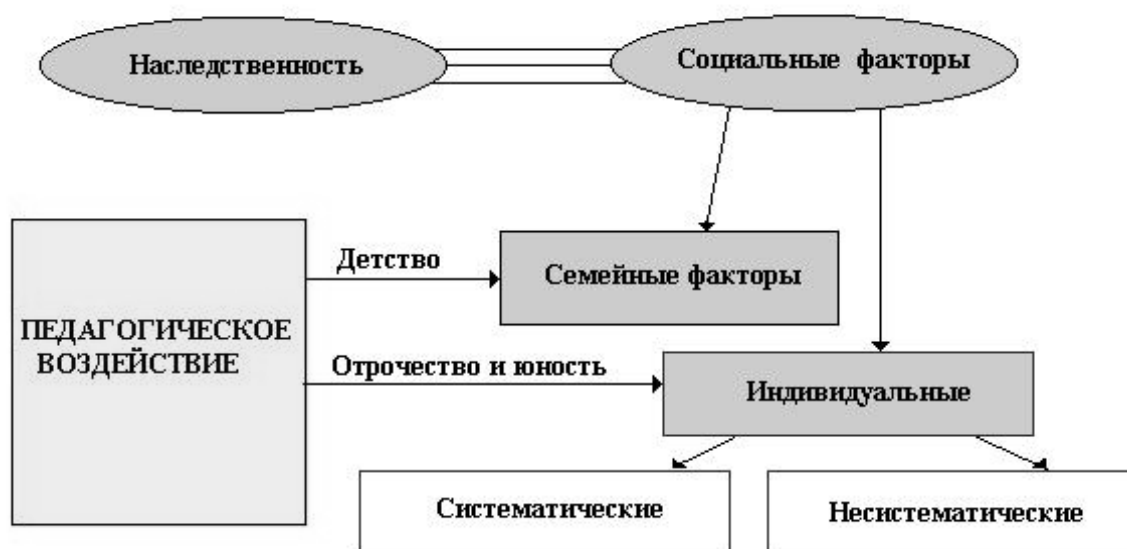 Наследственность
Социальные факторы
Детство
Семейные факторы
ПЕДАГОГИЧЕСКОЕ
ВОЗДЕЙСТВИЕ
Отрочество и юность
Индивидуальные
Систематические
Несистематические